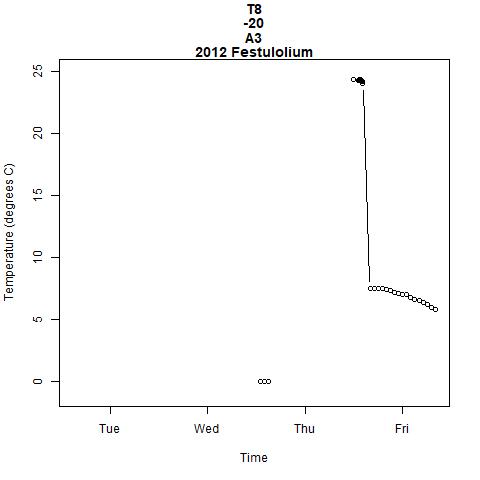 T8
-20
A3
2012 Festulolium
Temperature (degrees C)
25
20
15
10
5
0
Tue Wed Thu Fri
Time